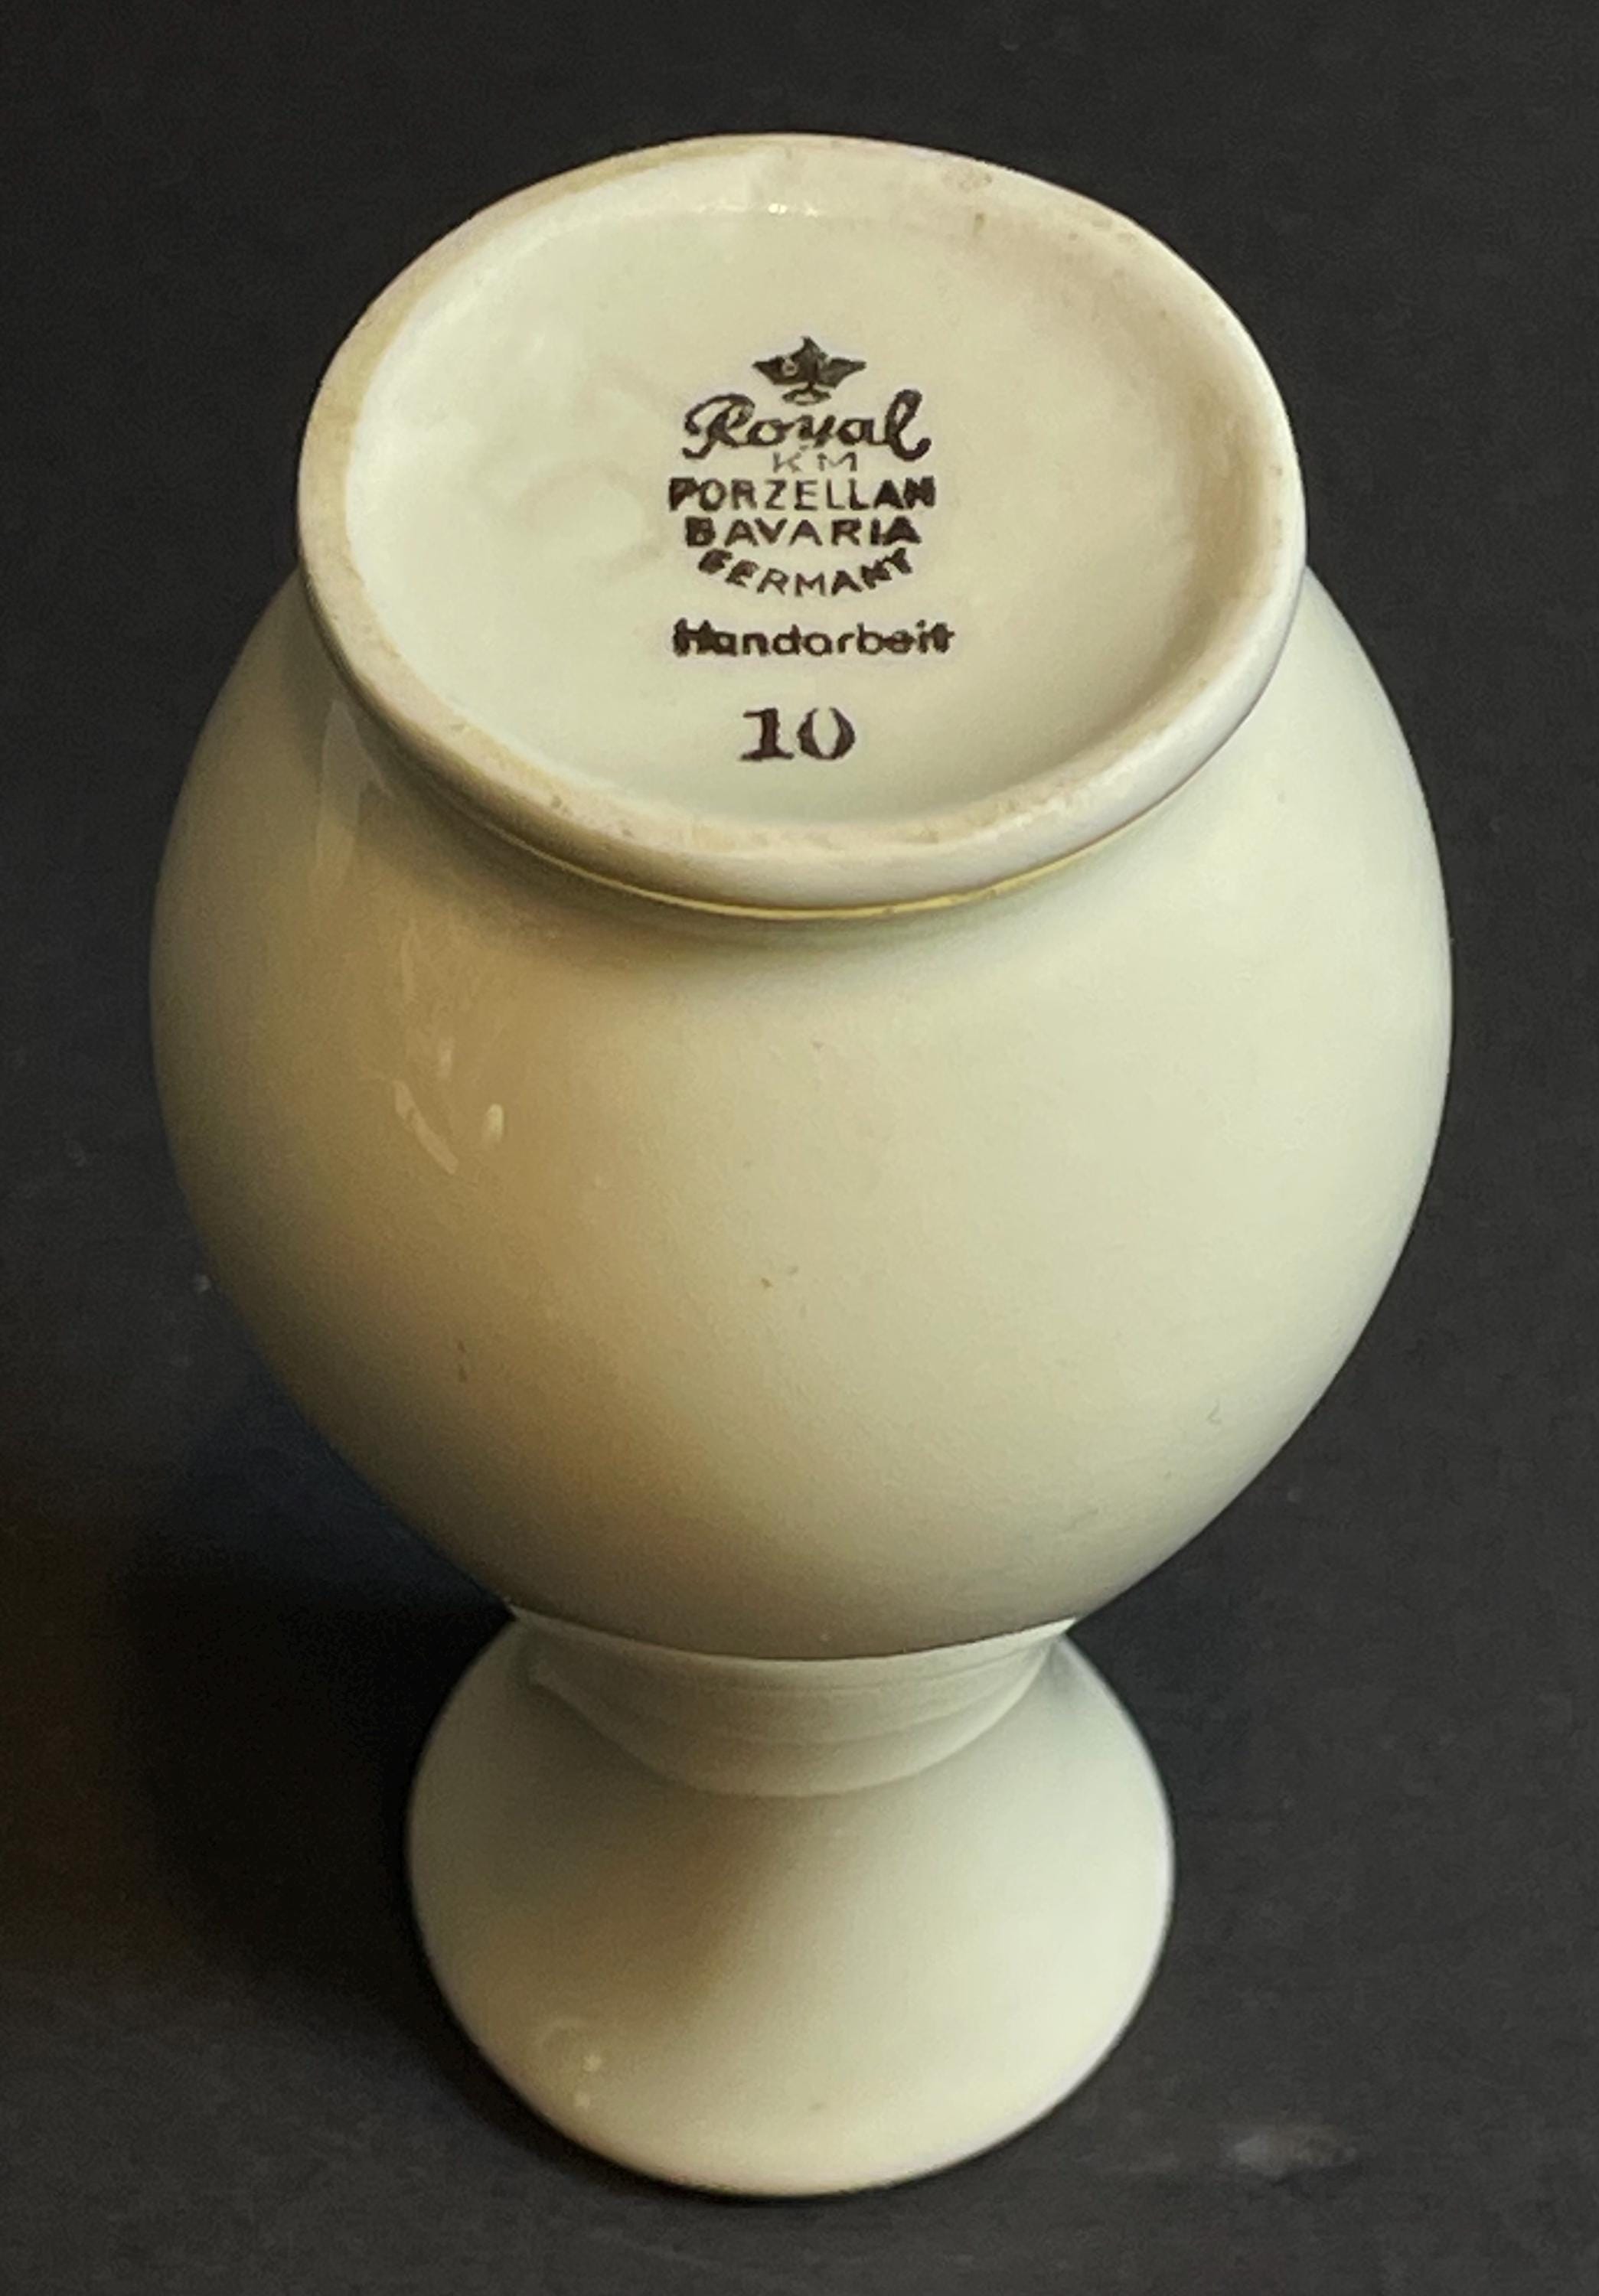 Royal
KM
PORZELLAN
BAVARIA
GERMANY
Handarbeit
10